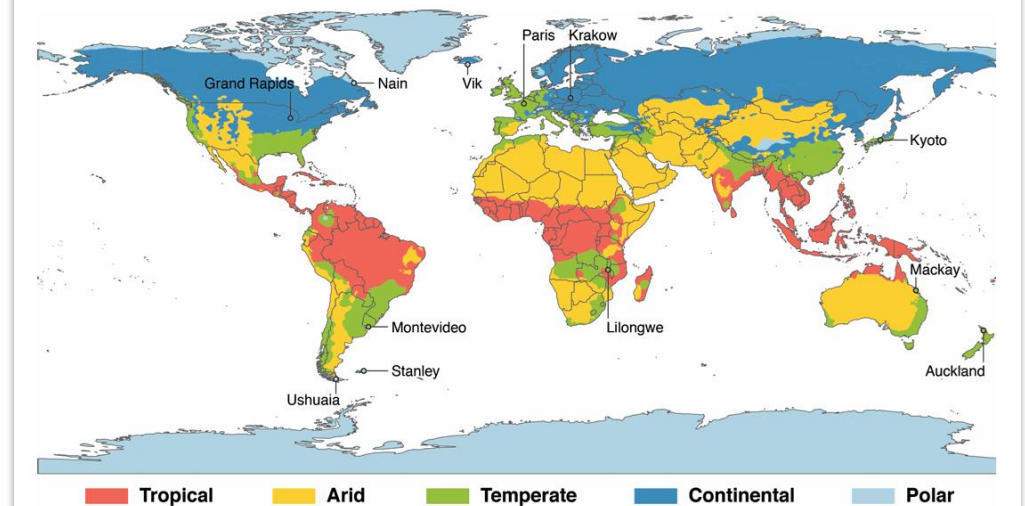 Paris Krakow
Grand Rapids
Nain
Vik
Kyoto
Mackay
Montevideo
Lilongwe
Stanley
Auckland
Ushuaia
Tropical Arid Temperate Continental Polar